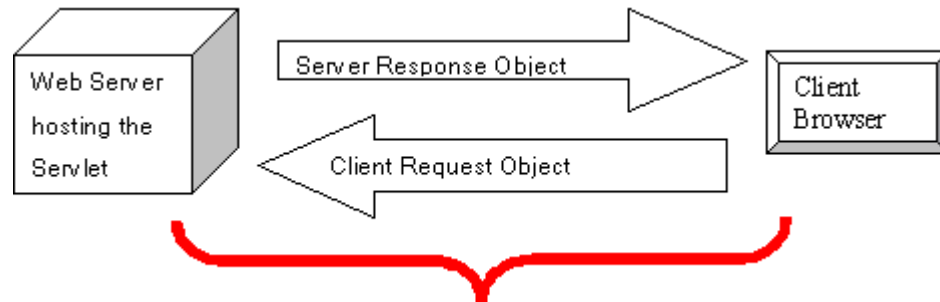 Web Server
hosting the
Servlet
Server Response Object
Client Request Object
Client
Browser